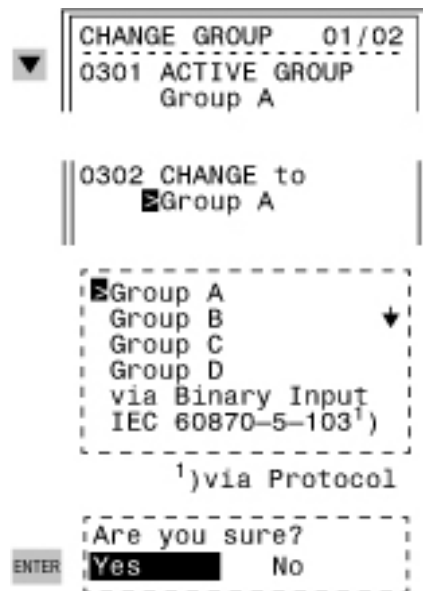 CHANGE GROUP 01/02
0301 ACTIVE GROUP
Group A
0302 CHANGE to
>Group A
>Group A
Group B
Group C
Group D
via Binary Input
IEC 60870–5–103¹)
¹)via Protocol
Are you sure?
ENTER Yes No